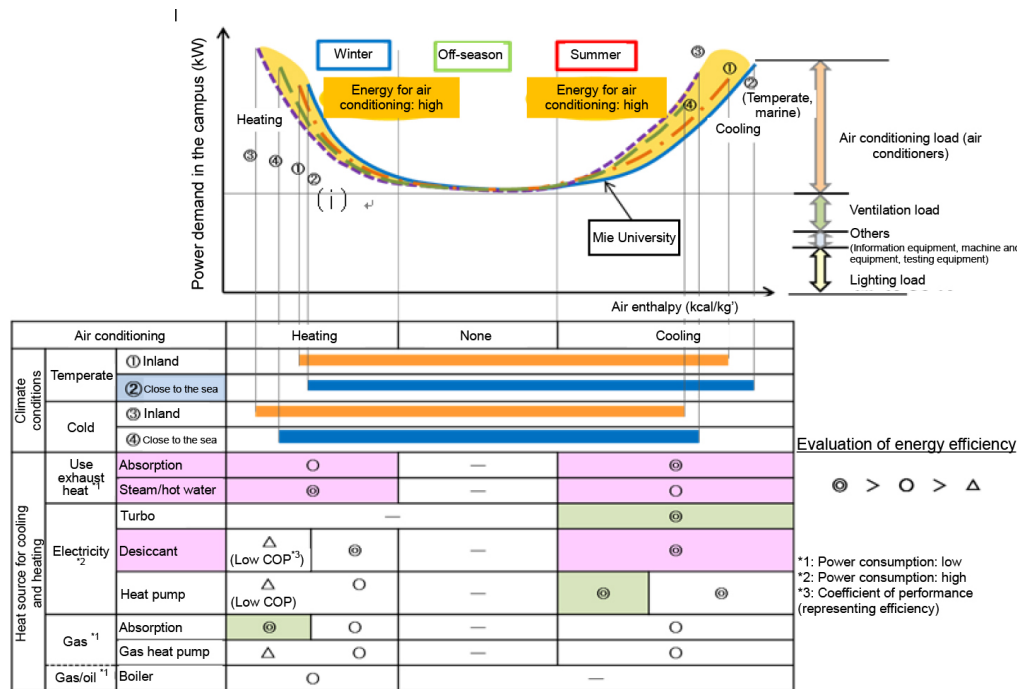 Power demand in the campus (kW)
Winter
Off-season
Summer
Energy for air
conditioning: high
Energy for air
conditioning: high
Heating
Cooling
③
④
①
②
(i)
③
①
②
④
(Temperate,
marine)
Mie University
Air enthalpy (kcal/kg')
Air conditioning load (air
conditioners)
Ventilation load
Others
(Information equipment, machine and
equipment, testing equipment)
Lighting load
Air conditioning
Heating
None
Cooling
Climate
conditions
Temperate
① Inland
② Close to the sea
Cold
③ Inland
④ Close to the sea
Heat source for cooling
and heating
Use
exhaust
heat *1
Absorption
○
—
◎
Steam/hot water
◎
—
○
Electricity
*2
Turbo
—
◎
Desiccant
△
(Low COP*3)
◎
—
◎
Heat pump
△
(Low COP)
○
—
◎
◎
Gas *1
Absorption
◎
○
—
○
Gas heat pump
△
○
—
○
Gas/oil *1
Boiler
○
—
Evaluation of energy efficiency
◎ > ○ > △
*1: Power consumption: low
*2: Power consumption: high
*3: Coefficient of performance
(representing efficiency)